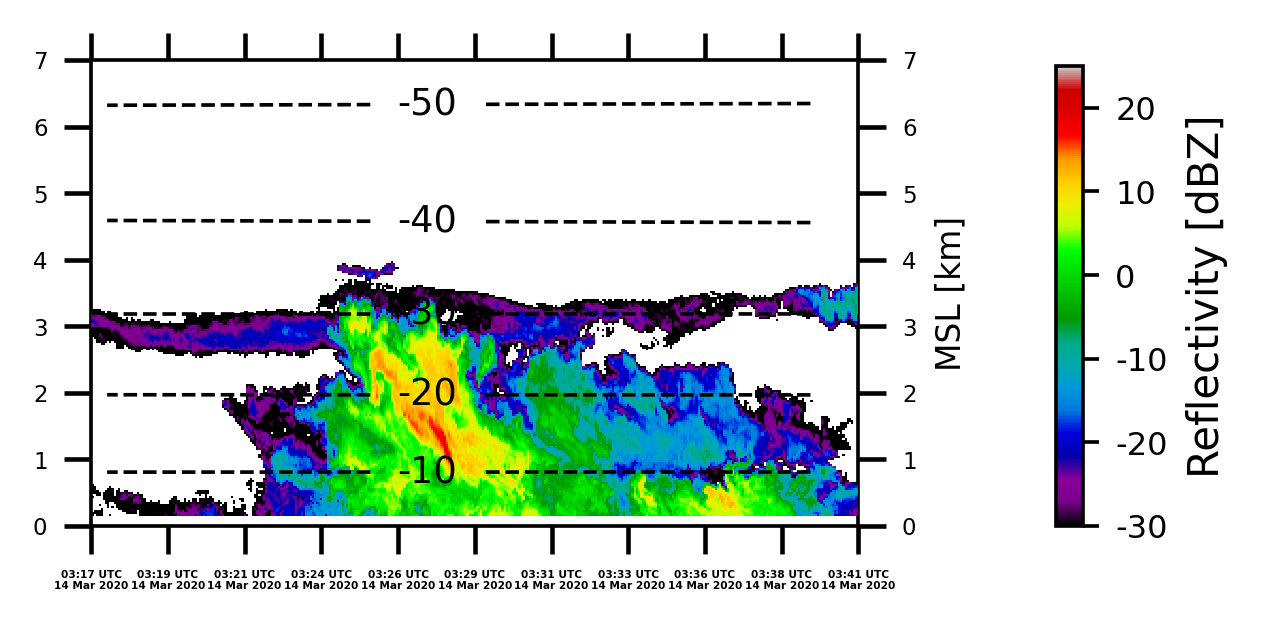 7
6
5
4
3
2
1
0
-50
-40
-30
-20
-10
7
6
5
4
3
2
1
0
MSL [km]
20
10
0
-10
-20
-30
Reflectivity [dBZ]
03:17 UTC
14 Mar 2020
03:19 UTC
14 Mar 2020
03:21 UTC
14 Mar 2020
03:24 UTC
14 Mar 2020
03:26 UTC
14 Mar 2020
03:29 UTC
14 Mar 2020
03:31 UTC
14 Mar 2020
03:33 UTC
14 Mar 2020
03:36 UTC
14 Mar 2020
03:38 UTC
14 Mar 2020
03:41 UTC
14 Mar 2020